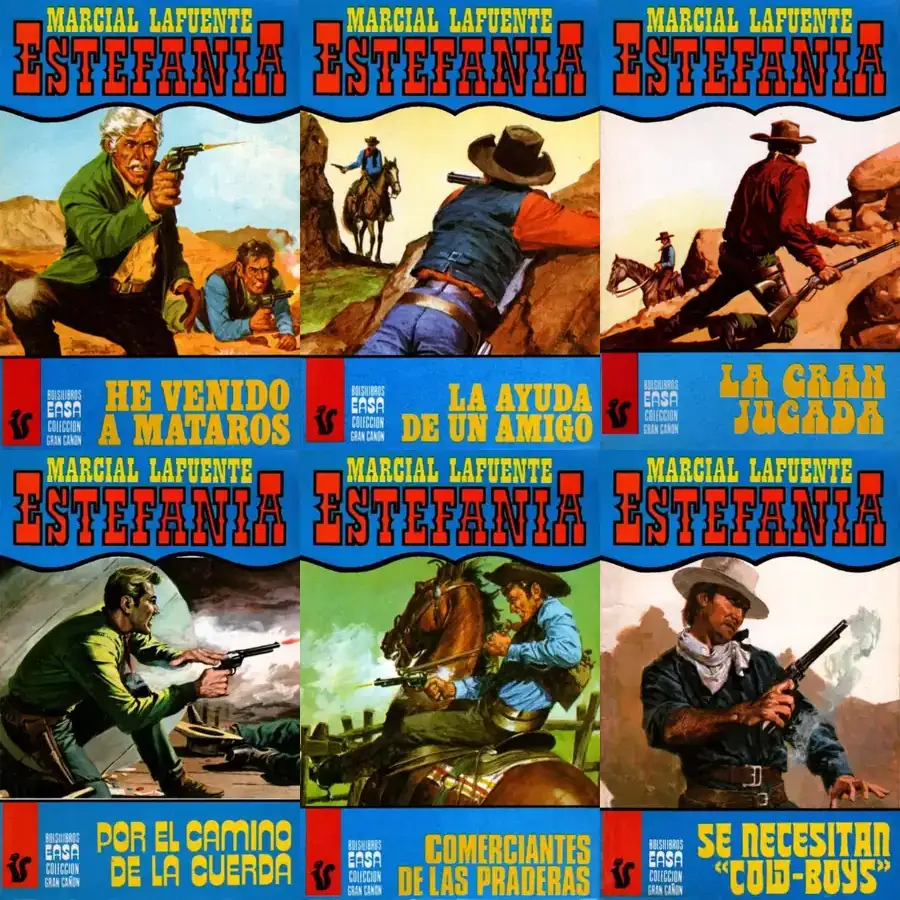 MARCIAL LAFUENTE
ESTEFANIA
BOLSILIBROS
EASA
COLECCION
GRAN CAÑON
HE VENIDO
A MATAROS
MARCIAL LAFUENTE
ESTEFANIA
BOLSILIBROS
EASA
COLECCION
GRAN CAÑON
LA AYUDA
DE UN AMIGO
MARCIAL LAFUENTE
ESTEFANIA
BOLSILIBROS
EASA
COLECCION
GRAN CAÑON
LA GRAN
JUGADA
MARCIAL LAFUENTE
ESTEFANIA
BOLSILIBROS
EASA
COLECCION
GRAN CAÑON
POR EL CAMINO
DE LA CUERDA
MARCIAL LAFUENTE
ESTEFANIA
BOLSILIBROS
EASA
COLECCION
GRAN CAÑON
COMERCIANTES
DE LAS PRADERAS
MARCIAL LAFUENTE
ESTEFANIA
BOLSILIBROS
EASA
COLECCION
GRAN CAÑON
SE NECESITAN
“COW-BOYS”